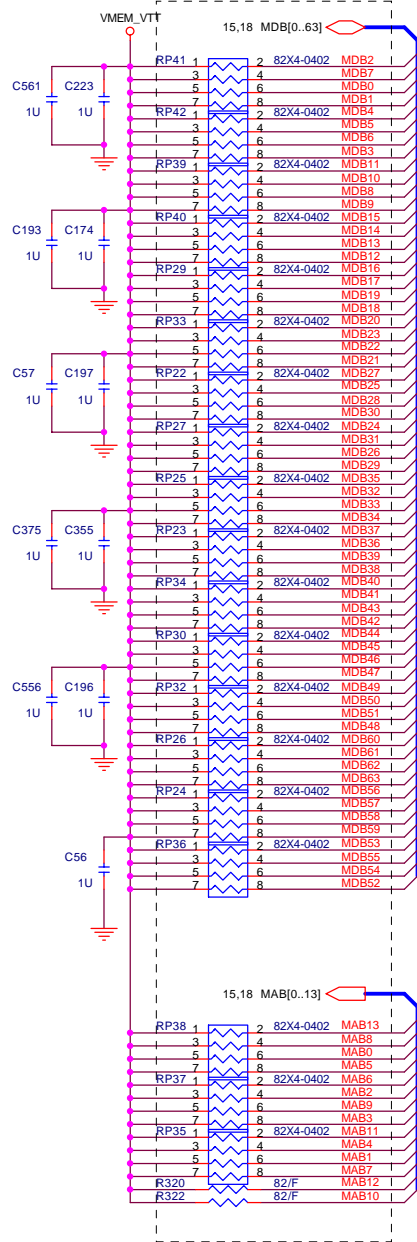 VMEM_VTT
15,18 MDB[0..63]
RP41 1 2 82X4-0402 MDB2
3 4 MDB7
C561 C223 5 6 MDB0
1U 1U 7 8 MDB1
RP42 1 2 82X4-0402 MDB4
3 4 MDB5
5 6 MDB6
7 8 MDB3
RP39 1 2 82X4-0402 MDB11
3 4 MDB10
5 6 MDB8
7 8 MDB9
C193 C174 RP40 1 2 82X4-0402 MDB15
1U 1U 3 4 MDB14
5 6 MDB13
7 8 MDB12
RP29 1 2 82X4-0402 MDB16
3 4 MDB17
5 6 MDB19
7 8 MDB18
RP33 1 2 82X4-0402 MDB20
3 4 MDB23
5 6 MDB22
7 8 MDB21
C57 C197 RP22 1 2 82X4-0402 MDB27
1U 1U 3 4 MDB25
5 6 MDB28
7 8 MDB30
RP27 1 2 82X4-0402 MDB24
3 4 MDB31
5 6 MDB26
7 8 MDB29
RP25 1 2 82X4-0402 MDB35
3 4 MDB32
5 6 MDB33
7 8 MDB34
C375 C355 RP23 1 2 82X4-0402 MDB37
1U 1U 3 4 MDB36
5 6 MDB39
7 8 MDB38
RP34 1 2 82X4-0402 MDB40
3 4 MDB41
5 6 MDB43
7 8 MDB42
RP30 1 2 82X4-0402 MDB44
3 4 MDB45
5 6 MDB46
7 8 MDB47
C556 C196 RP32 1 2 82X4-0402 MDB49
1U 1U 3 4 MDB50
5 6 MDB51
7 8 MDB48
RP26 1 2 82X4-0402 MDB60
3 4 MDB61
5 6 MDB62
7 8 MDB63
RP24 1 2 82X4-0402 MDB56
3 4 MDB57
5 6 MDB58
7 8 MDB59
C56 RP36 1 2 82X4-0402 MDB53
3 4 MDB55
1U 5 6 MDB54
7 8 MDB52
15,18 MAB[0..13]
RP38 1 2 82X4-0402 MAB13
3 4 MAB8
5 6 MAB0
7 8 MAB5
RP37 1 2 82X4-0402 MAB6
3 4 MAB2
5 6 MAB9
7 8 MAB3
RP35 1 2 82X4-0402 MAB11
3 4 MAB4
5 6 MAB1
7 8 MAB7
R320 82/F MAB12
R322 82/F MAB10